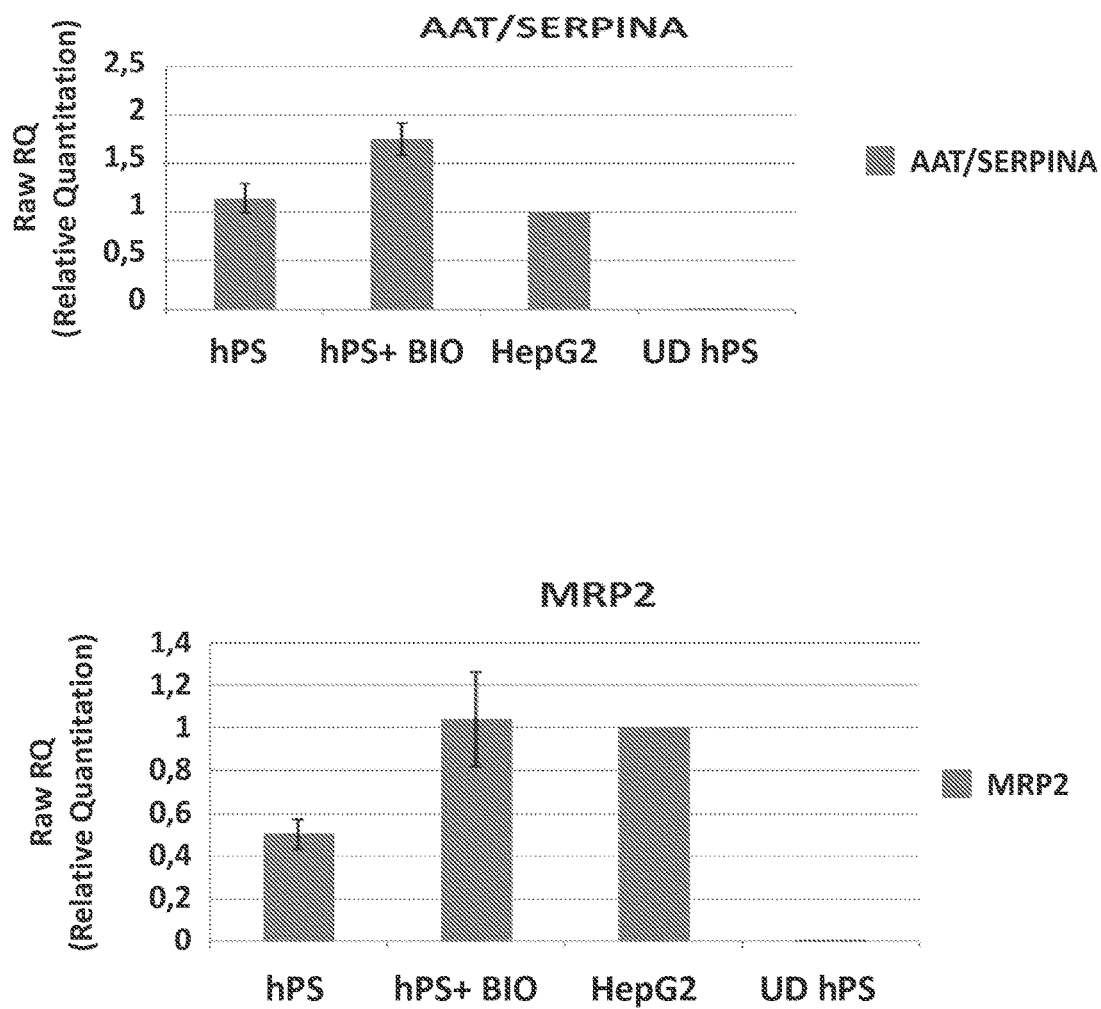 AAT/SERPINA
Raw RQ
(Relative Quantitation)
2,5
2
1,5
1
0,5
0
hPS hPS+ BIO HepG2 UD hPS
AAT/SERPINA
MRP2
Raw RQ
(Relative Quantitation)
1,4
1,2
1
0,8
0,6
0,4
0,2
0
hPS hPS+ BIO HepG2 UD hPS
MRP2